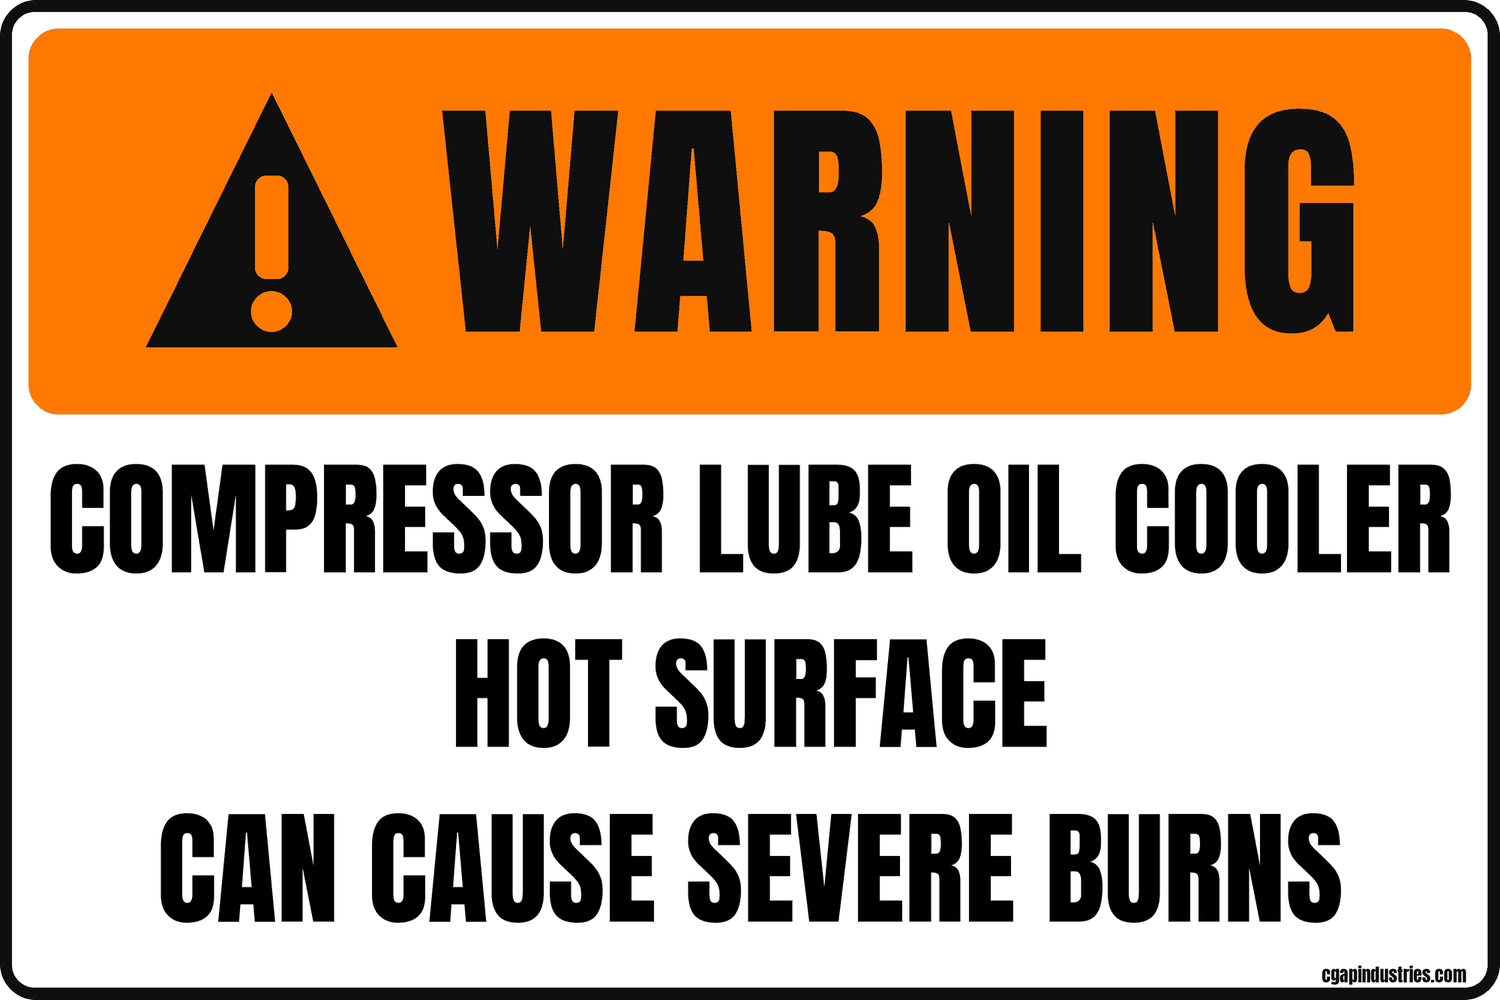 WARNING
COMPRESSOR LUBE OIL COOLER
HOT SURFACE
CAN CAUSE SEVERE BURNS
cgapindustries.com